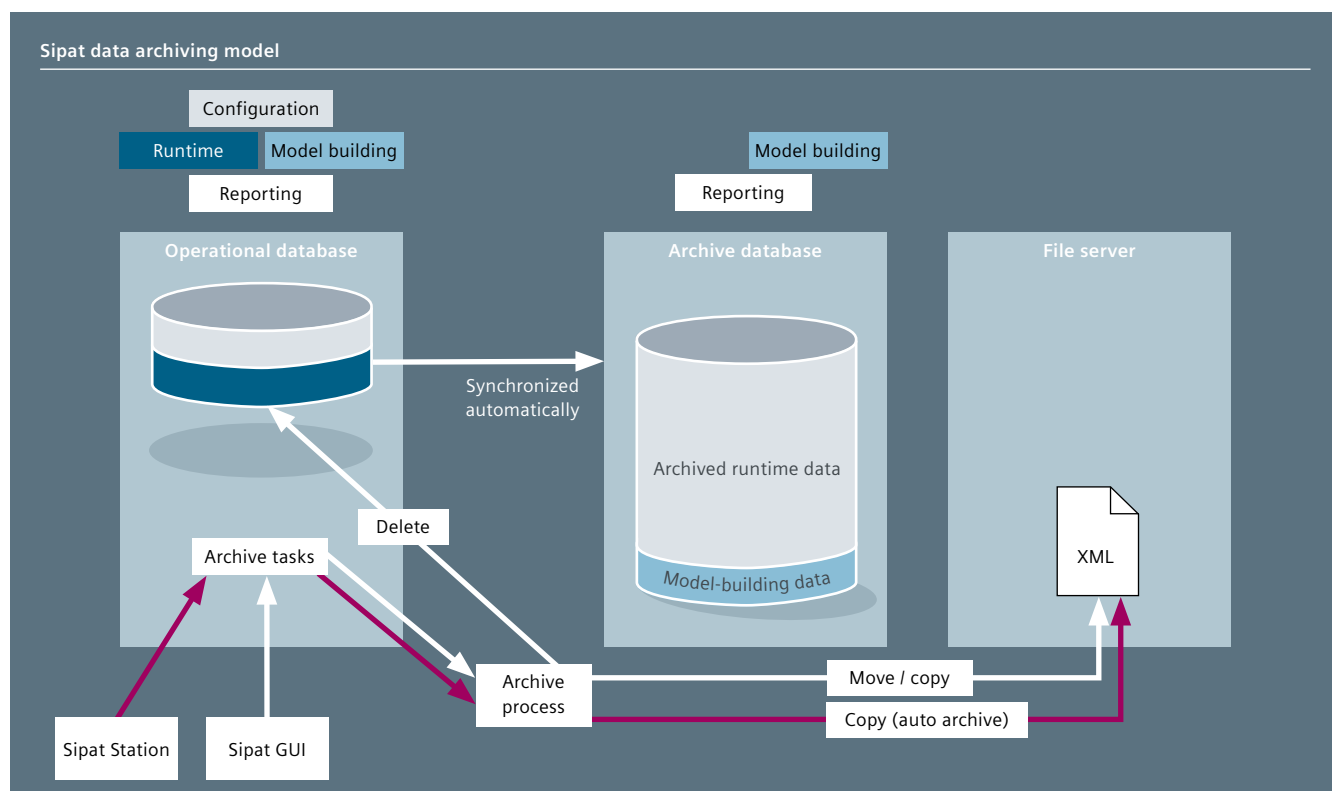 Sipat data archiving model
Configuration
Runtime
Model building
Reporting
Model building
Reporting
Operational database
Archive database
File server
Synchronized
automatically
Archived runtime data
Model-building data
Delete
Archive tasks
XML
Archive
process
Move / copy
Copy (auto archive)
Sipat Station
Sipat GUI